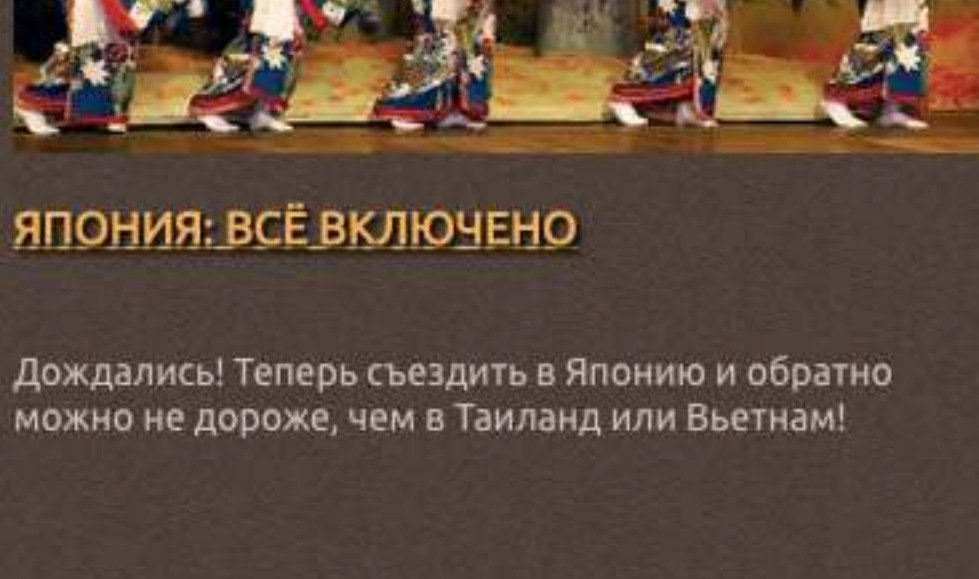 ЯПОНИЯ: ВСЁ ВКЛЮЧЕНО
Дождались! Теперь съездить в Японию и обратно
можно не дороже, чем в Таиланд или Вьетнам!